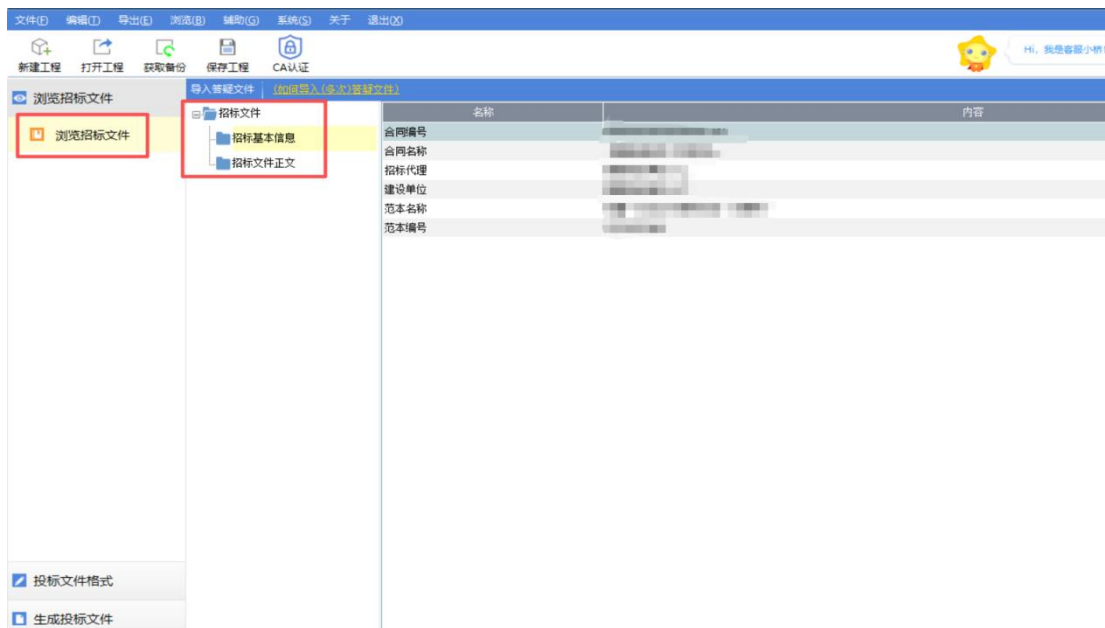 文件(F) 编辑(T) 导出(E) 浏览(B) 辅助(G) 系统(S) 关于 退出(X)
新建工程 打开工程 获取备份 保存工程 CA认证
Hi，我是客服小桥
浏览招标文件
导入答疑文件 (如何导入(多次)答疑文件)
浏览招标文件
招标文件
招标基本信息
招标文件正文
名称 内容
合同编号
合同名称
招标代理
建设单位
范本名称
范本编号
投标文件格式
生成投标文件